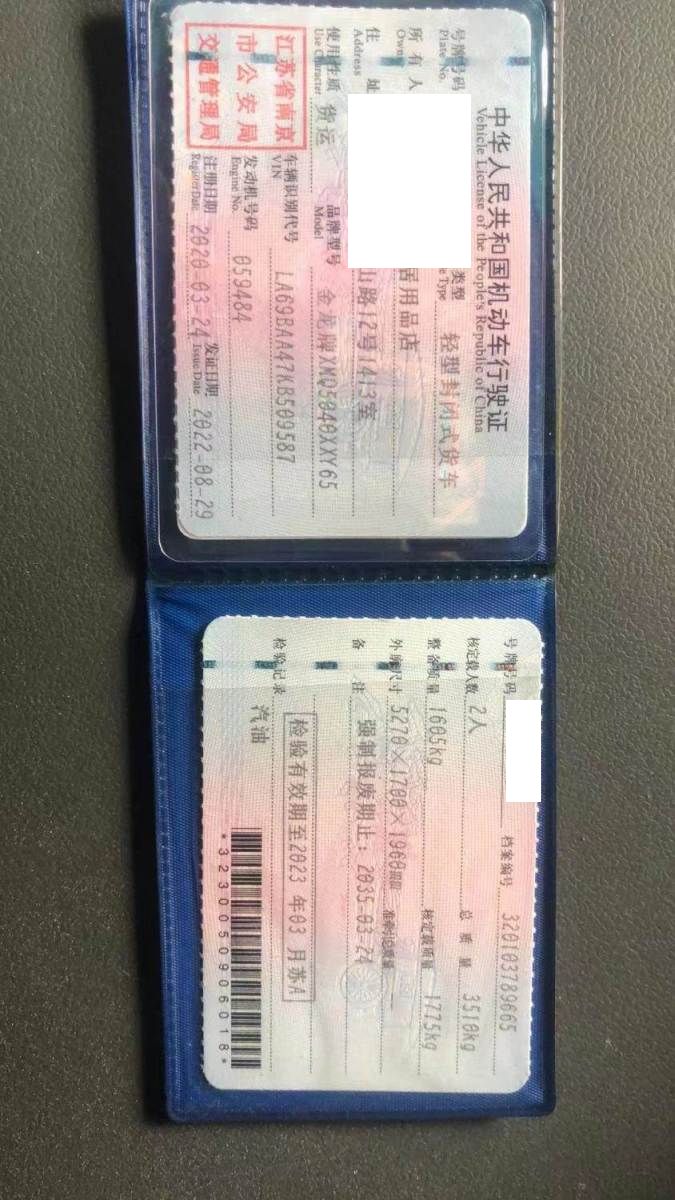 中华人民共和国机动车行驶证
Vehicle License of the People's Republic of China
号牌号码
Plate No.
类型
e Type
轻型封闭式货车
所有人
Owner
居用品店
住址
Address
山路12号1413室
使用性质
Use Character
货运
品牌型号
Model
金龙牌XMQ5040XXY65
江苏省南京
市公安局
交通管理局
车辆识别代号
VIN
LA69BAA47KB509587
发动机号码
Engine No.
059484
注册日期
Register Date
2020-03-24
发证日期
Issue Date
2022-08-29
号牌号码
档案编号
320103789665
核定载人数
2人
总质量
3510kg
整备质量
1605kg
核定载质量
1775kg
外廓尺寸
5270×1700×1960mm
准牵引总质量
--
备注
强制报废期止：2035-03-24
检验记录
检验有效期至2023年03月苏A
汽油
*3230050906018*